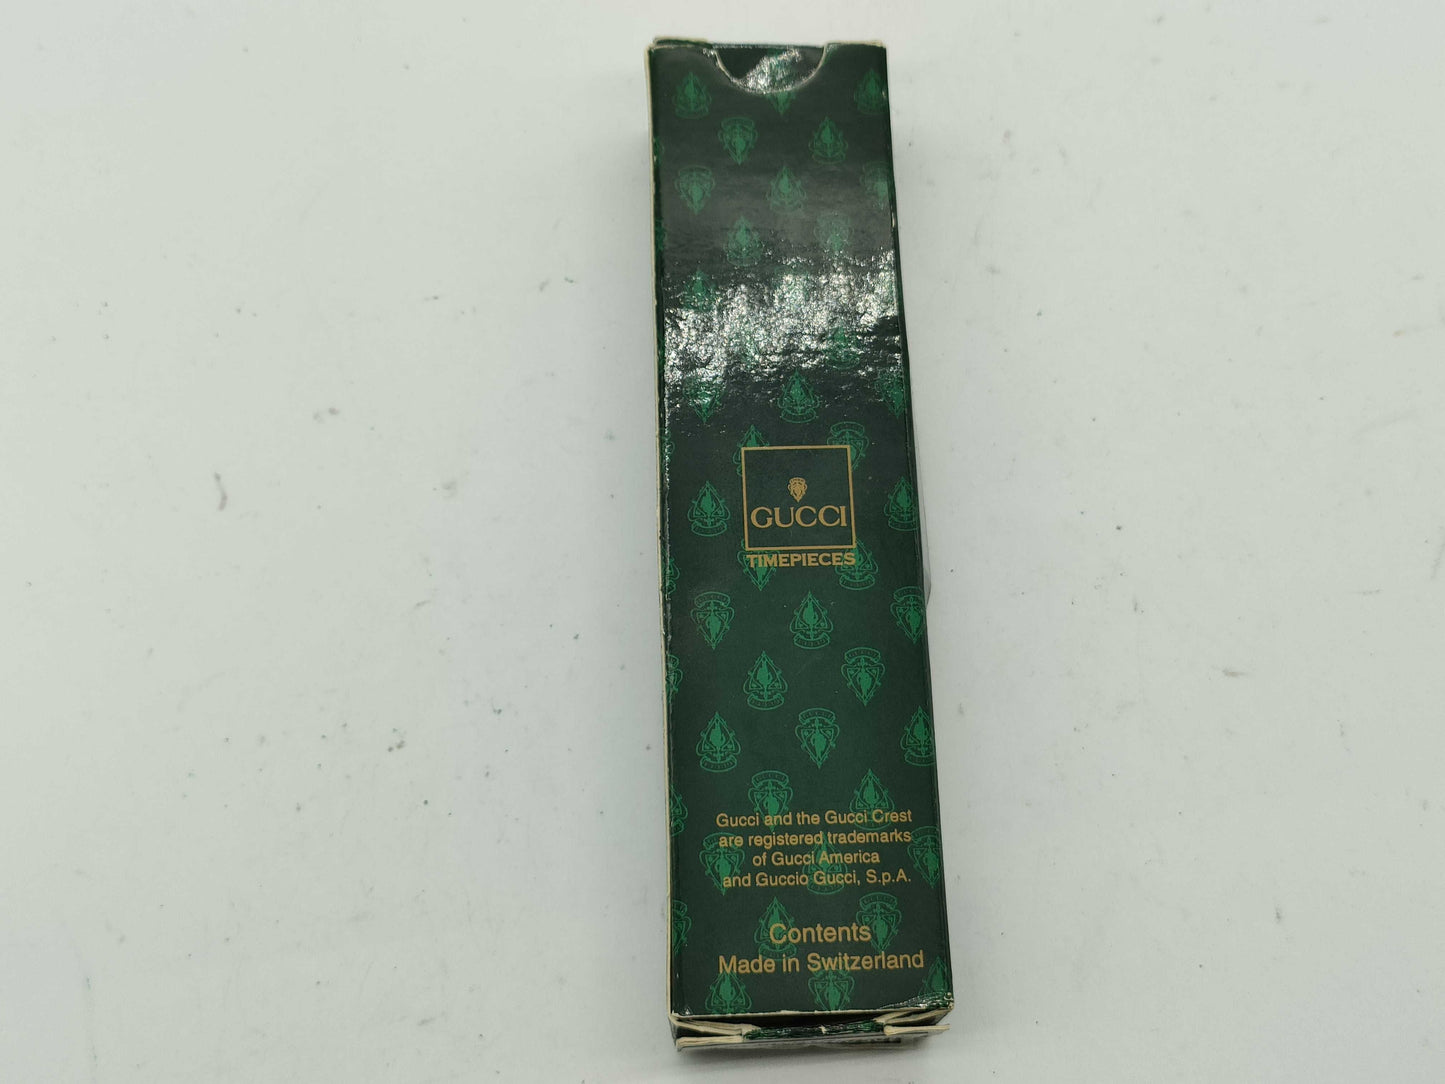 GUCCI
TIMEPIECES
Gucci and the Gucci Crest
are registered trademarks
of Gucci America
and Guccio Gucci, S.p.A.
Contents
Made in Switzerland